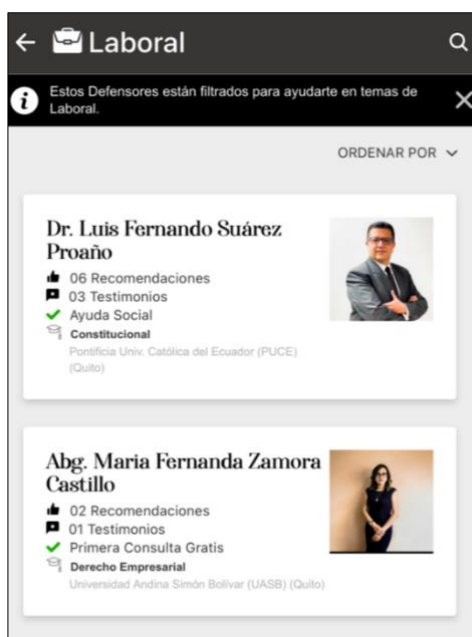 Laboral
Estos Defensores están filtrados para ayudarte en temas de
Laboral.
ORDENAR POR
Dr. Luis Fernando Suárez
Proaño
06 Recomendaciones
03 Testimonios
Ayuda Social
Constitucional
Pontificia Univ. Católica del Ecuador (PUCE)
(Quito)
Abg. Maria Fernanda Zamora
Castillo
02 Recomendaciones
01 Testimonios
Primera Consulta Gratis
Derecho Empresarial
Universidad Andina Simón Bolívar (UASB) (Quito)